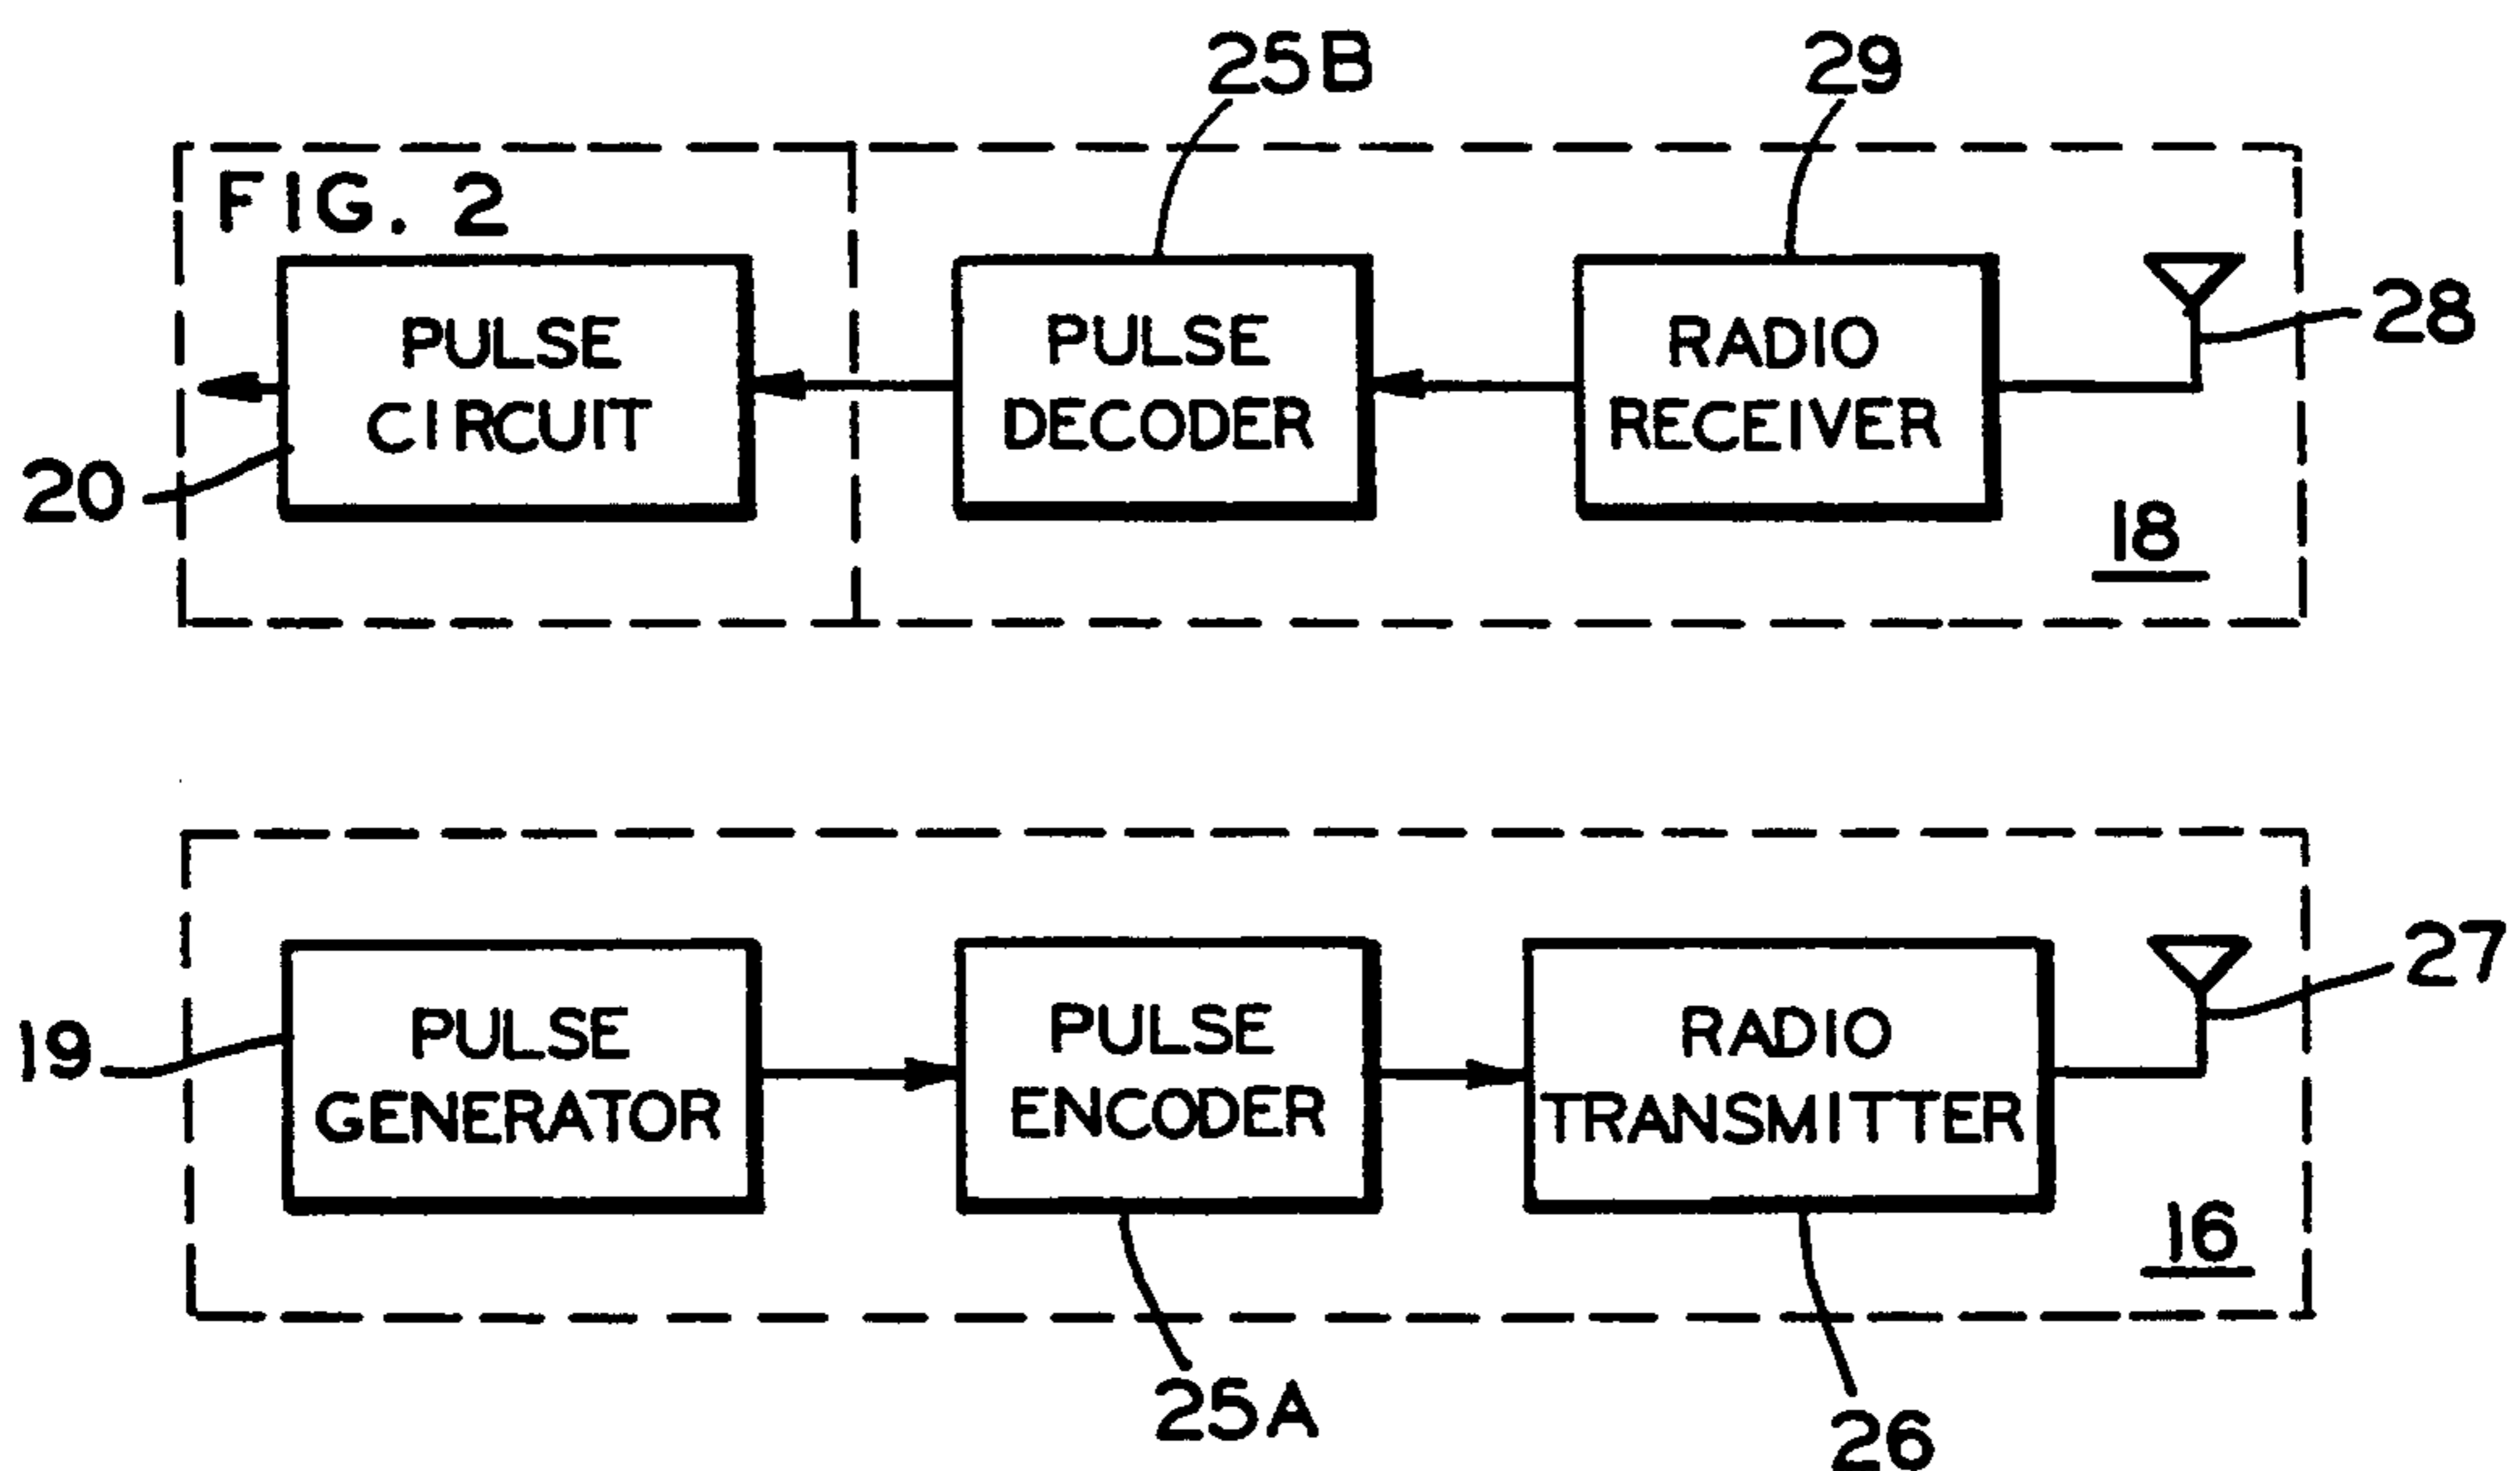 25B
29
FIG. 2
PULSE
CIRCUIT
PULSE
DECODER
RADIO
RECEIVER
28
20
18
PULSE
GENERATOR
PULSE
ENCODER
RADIO
TRANSMITTER
27
19
16
25A
26